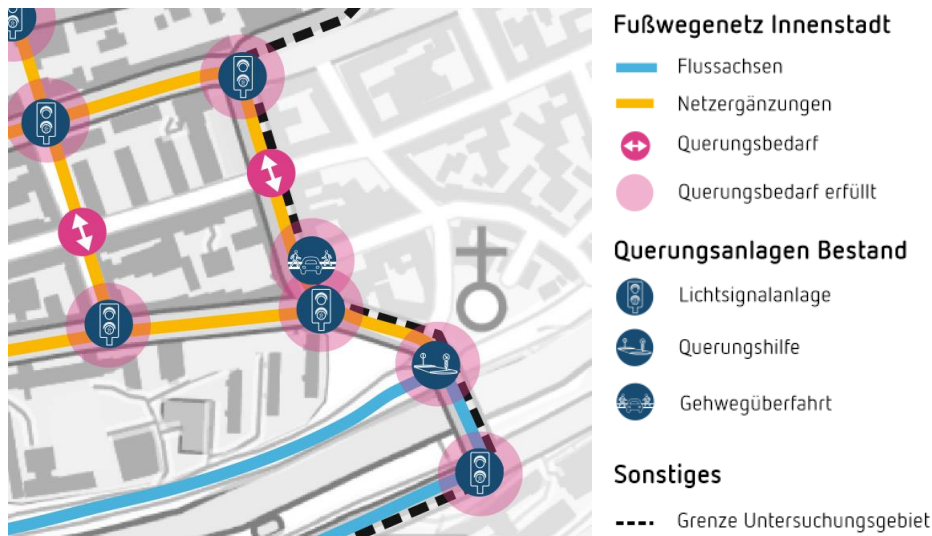 Fußwegenetz Innenstadt
Flussachsen
Netzergänzungen
Querungsbedarf
Querungsbedarf erfüllt
Querungsanlagen Bestand
Lichtsignalanlage
Querungshilfe
Gehwegüberfahrt
Sonstiges
Grenze Untersuchungsgebiet